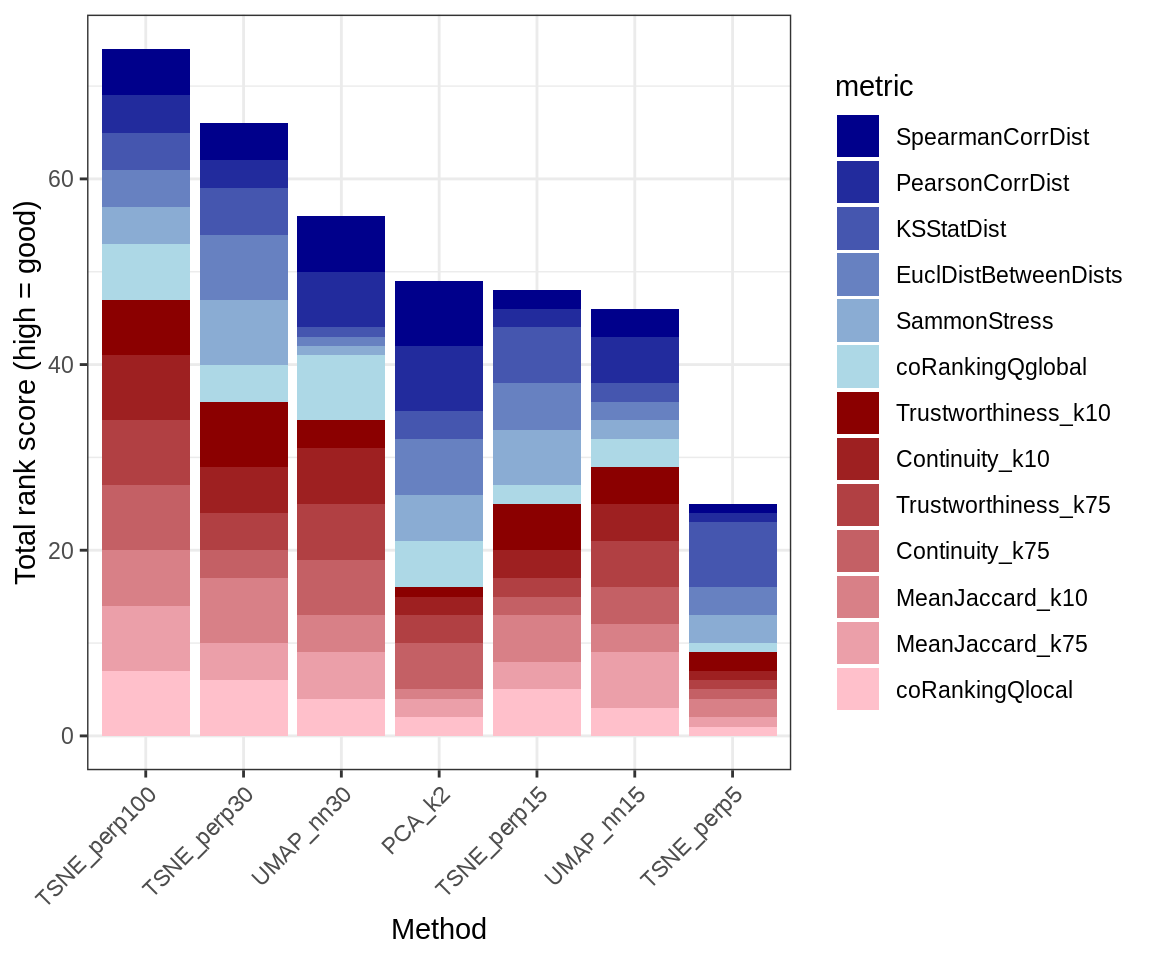 Total rank score (high = good)
60
40
20
0
TSNE_perp100
TSNE_perp30
UMAP_nn30
PCA_k2
TSNE_perp15
UMAP_nn15
TSNE_perp5
Method
metric
SpearmanCorrDist
PearsonCorrDist
KSStatDist
EuclDistBetweenDists
SammonStress
coRankingQglobal
Trustworthiness_k10
Continuity_k10
Trustworthiness_k75
Continuity_k75
MeanJaccard_k10
MeanJaccard_k75
coRankingQlocal